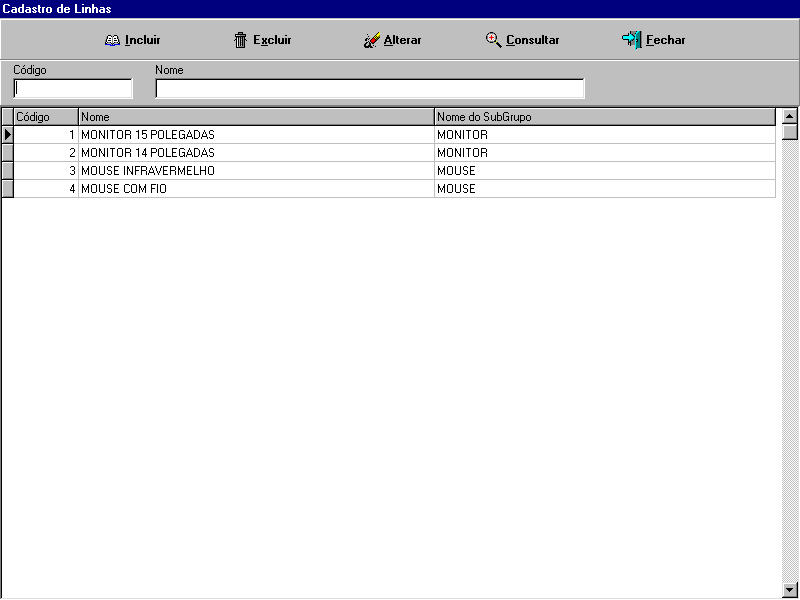 Cadastro de Linhas
Incluir Excluir Alterar Consultar Fechar
Código Nome
Código Nome Nome do SubGrupo
1 MONITOR 15 POLEGADAS MONITOR
2 MONITOR 14 POLEGADAS MONITOR
3 MOUSE INFRAVERMELHO MOUSE
4 MOUSE COM FIO MOUSE